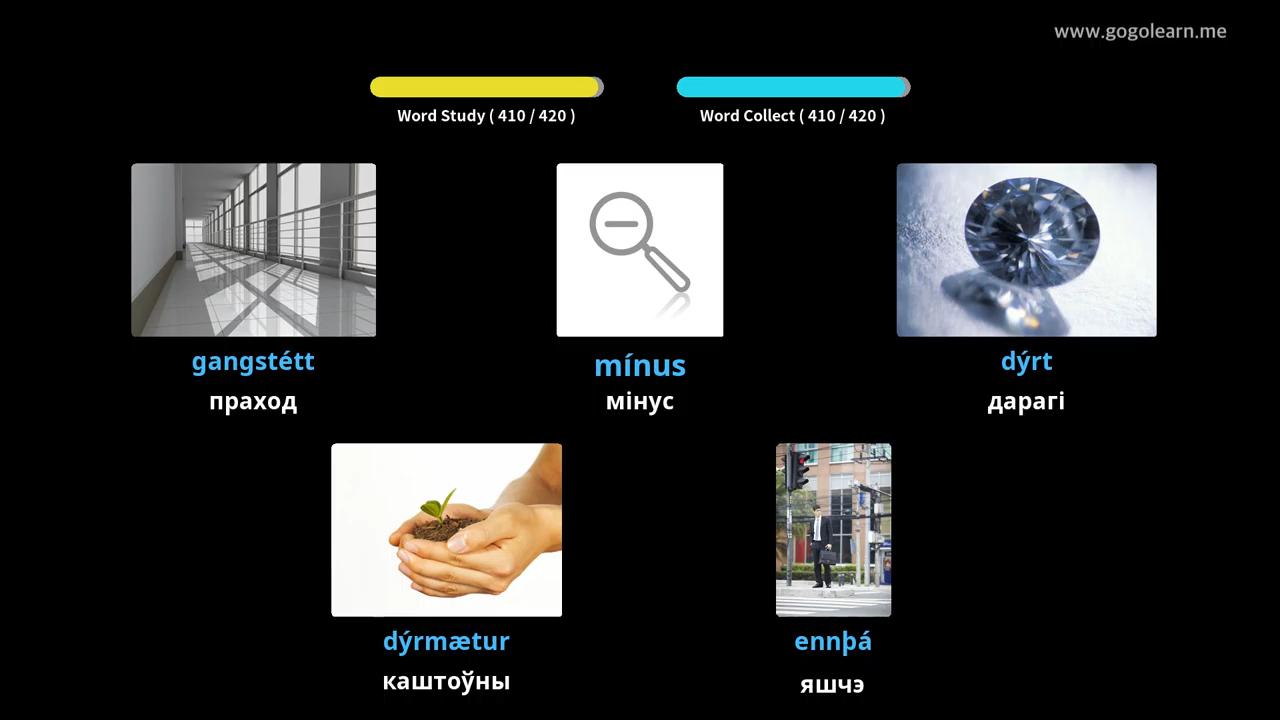 www.gogolearn.me
Word Study ( 410 / 420 )
Word Collect ( 410 / 420 )
gangstétt
праход
mínus
мінус
dýrt
дарагі
dýrmætur
каштоўны
ennþá
яшчэ